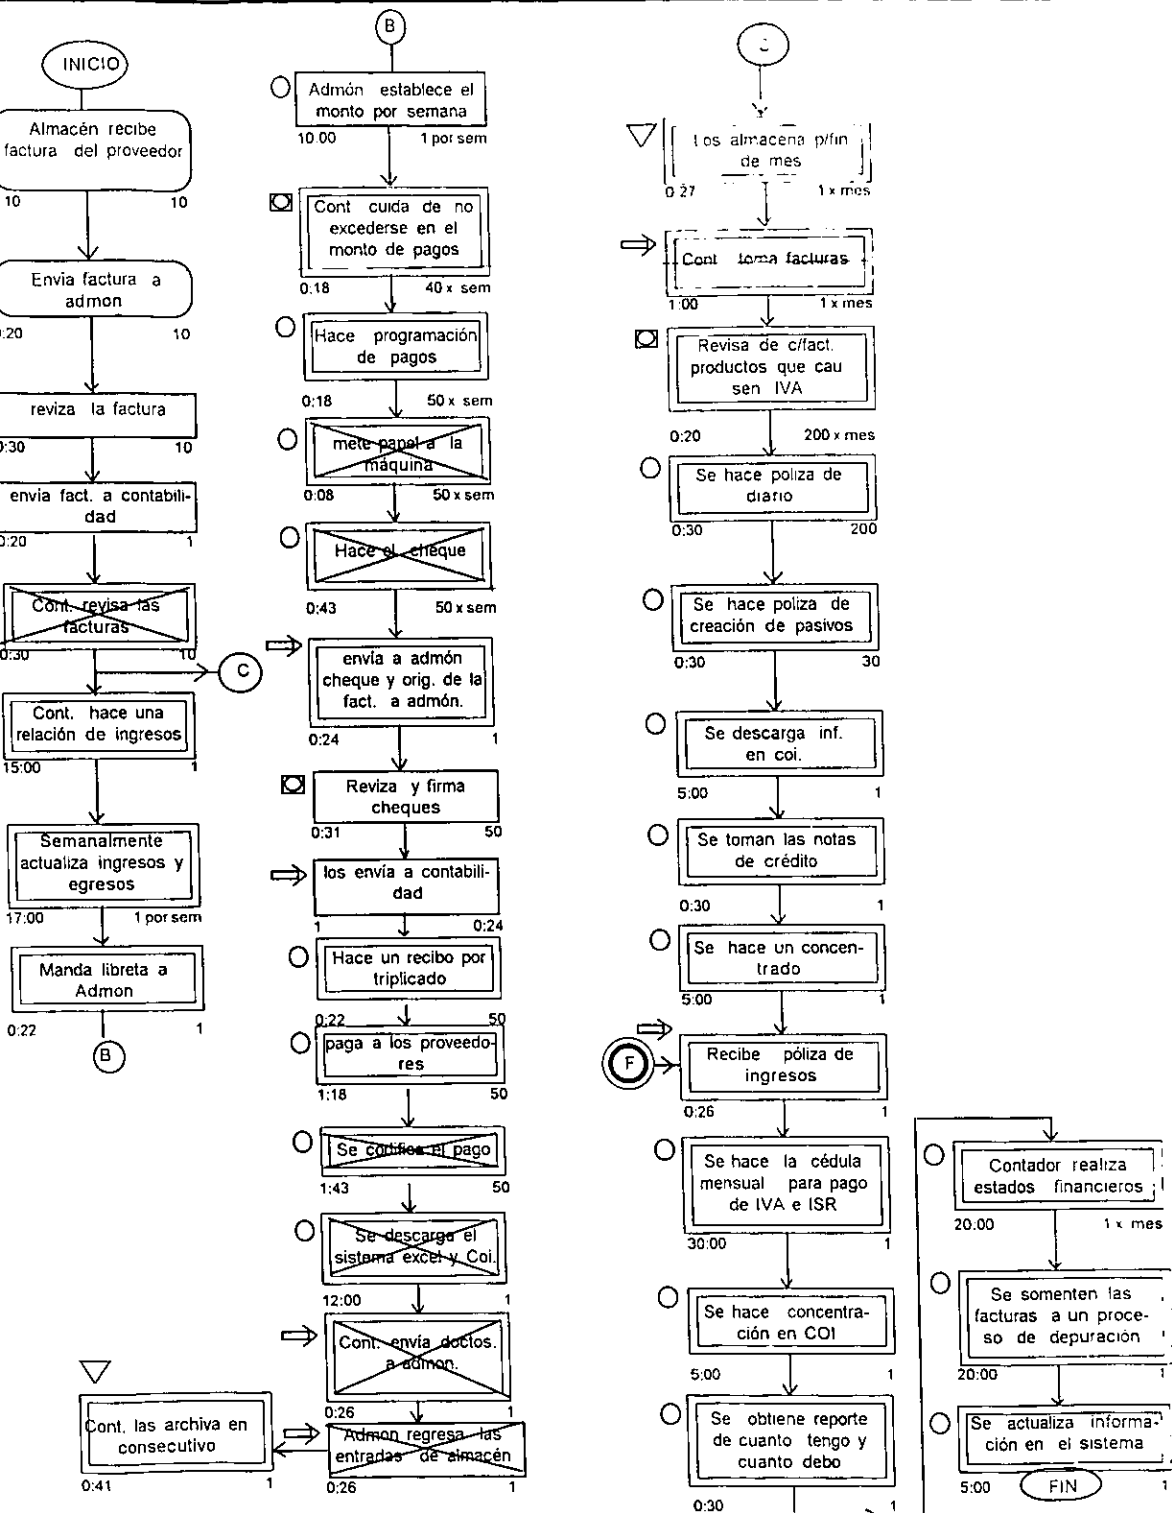 INICIO
Almacén recibe
factura del proveedor
10 10
Envia factura a
admon
0:20 10
reviza la factura
0:30 10
envia fact. a contabili-
dad
0:20 1
Cont. revisa las
facturas
0:30 10
C
Cont. hace una
relación de ingresos
15:00 1
Semanalmente
actualiza ingresos y
egresos
17:00 1 por sem
Manda libreta a
Admon
0:22 1
B
B
Admón establece el
monto por semana
10.00 1 por sem
Cont cuida de no
excederse en el
monto de pagos
0:18 40 x sem
Hace programación
de pagos
0:18 50 x sem
mete papel a la
máquina
0:08 50 x sem
Hace el cheque
0:43 50 x sem
envía a admón
cheque y orig. de la
fact. a admón.
0:24 1
Reviza y firma
cheques
0:31 50
los envía a contabili-
dad
1 0:24
Hace un recibo por
triplicado
0:22 50
paga a los proveedo-
res
1:18 50
Se codifica el pago
1:43 50
Se descarga el
sistema excel y Coi.
12:00 1
Cont. envía doctos.
a admon.
0:26 1
Admon regresa las
entradas de almacén
0:26 1
Cont. las archiva en
consecutivo
0:41 1
Los almacena p/fin
de mes
0:27 1 x mes
Cont toma facturas
1:00 1 x mes
Revisa de c/fact.
productos que cau
sen IVA
0:20 200 x mes
Se hace poliza de
diario
0:30 200
Se hace poliza de
creación de pasivos
0:30 30
Se descarga inf.
en coi.
5:00 1
Se toman las notas
de crédito
0:30 1
Se hace un concen-
trado
5:00 1
F
Recibe póliza de
ingresos
0:26 1
Se hace la cédula
mensual para pago
de IVA e ISR
30:00 1
Se hace concentra-
ción en COI
5:00 1
Se obtiene reporte
de cuanto tengo y
cuanto debo
0:30 1
Contador realiza
estados financieros
20:00 1 x mes
Se somenten las
facturas a un proce-
so de depuración
20:00 1
Se actualiza informa-
ción en el sistema
5:00 1
FIN